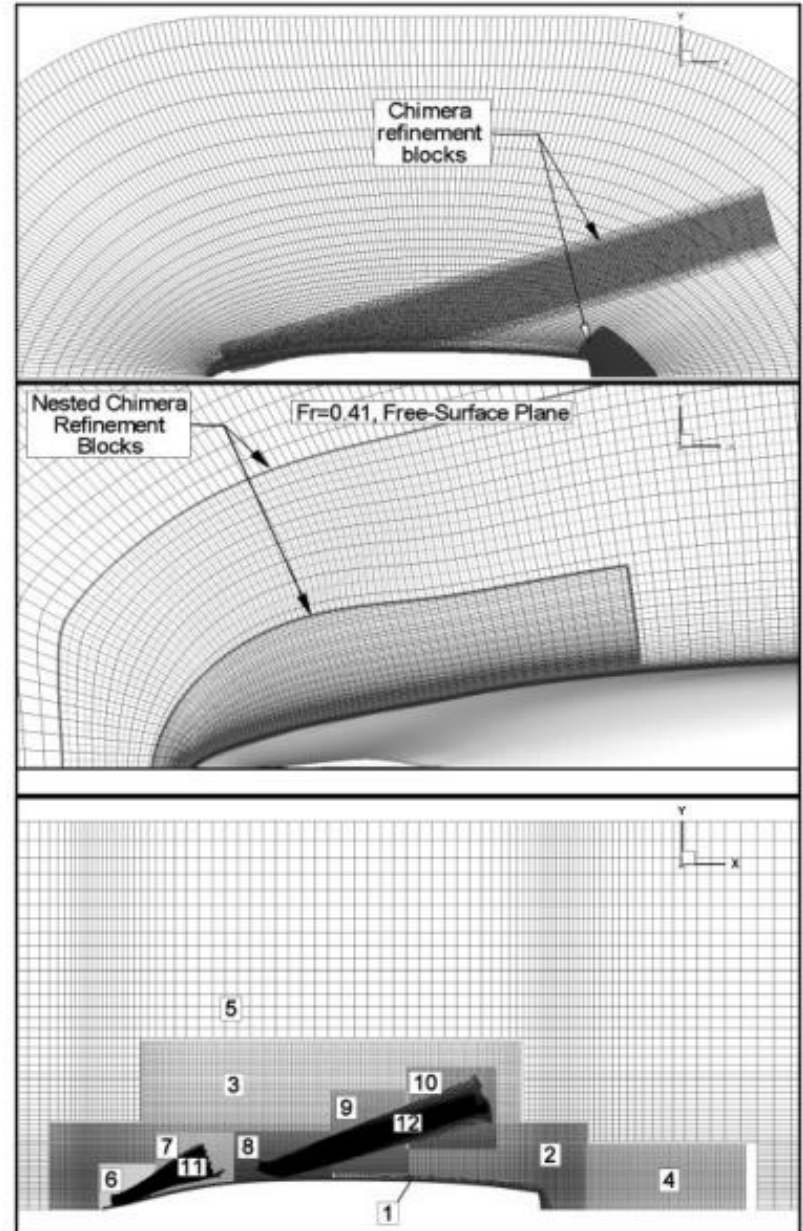 Y
Chimera
refinement
blocks
Nested Chimera
Refinement
Blocks
Fr=0.41, Free-Surface Plane
Y
X
5
3
10
9
12
7
8
11
2
6
4
1